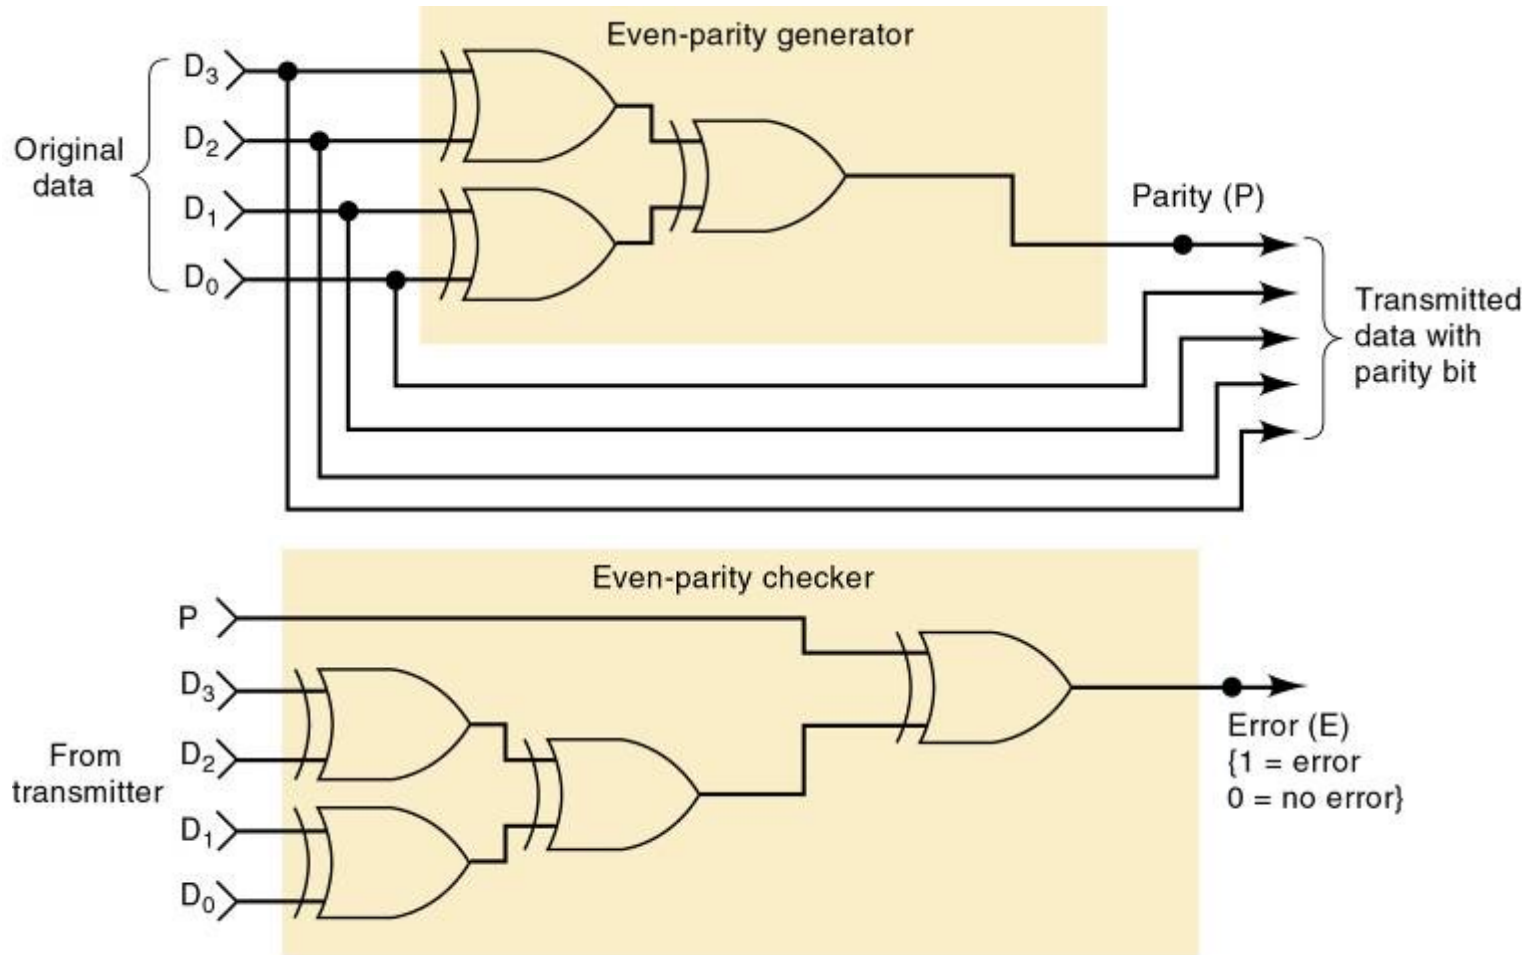 Even-parity generator
D₃
D₂
Original
data
D₁
D₀
Parity (P)
Transmitted
data with
parity bit
Even-parity checker
P
D₃
From
transmitter
D₂
D₁
D₀
Error (E)
{1 = error
0 = no error}